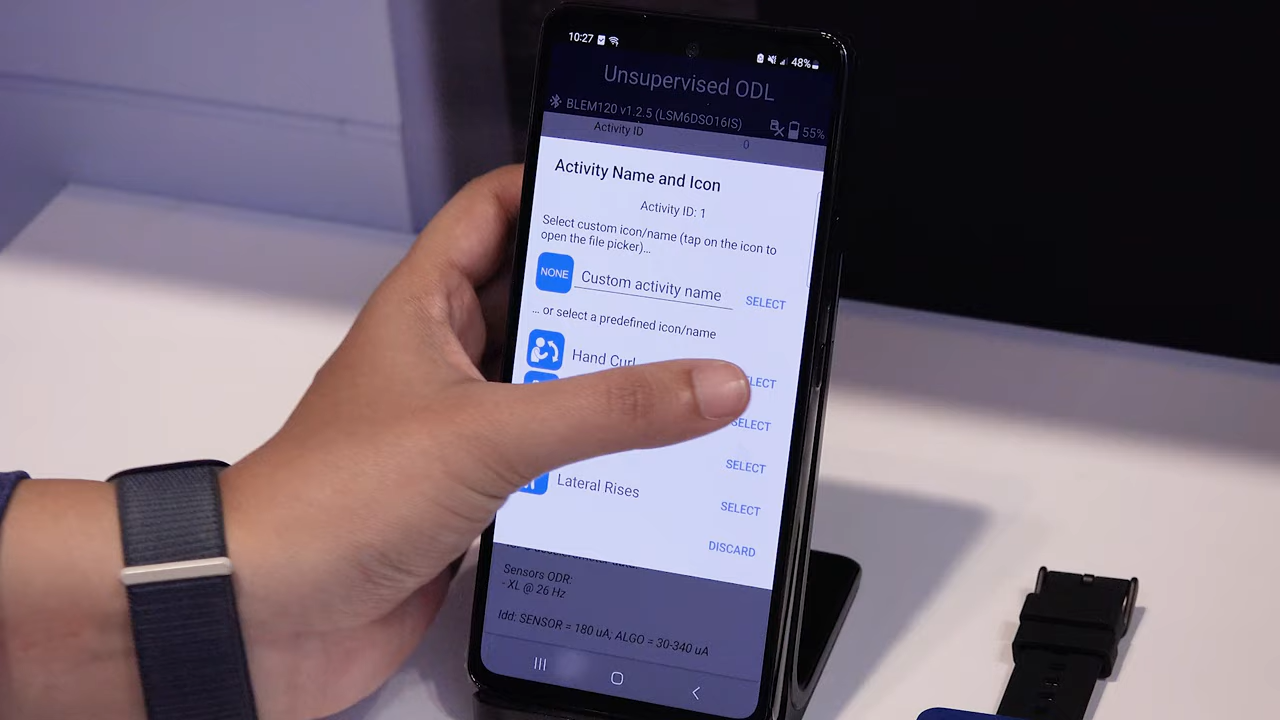 10:27 48%
Unsupervised ODL
BLEM120 v1.2.5 (LSM6DSO16IS) 55%
Activity ID 0
Activity Name and Icon
Activity ID: 1
Select custom icon/name (tap on the icon to
open the file picker)...
NONE Custom activity name SELECT
... or select a predefined icon/name
Hand Curl
SELECT
SELECT
Lateral Rises SELECT
DISCARD
Sensors ODR:
- XL @ 26 Hz
Idd: SENSOR = 180 uA; ALGO = 30-340 uA